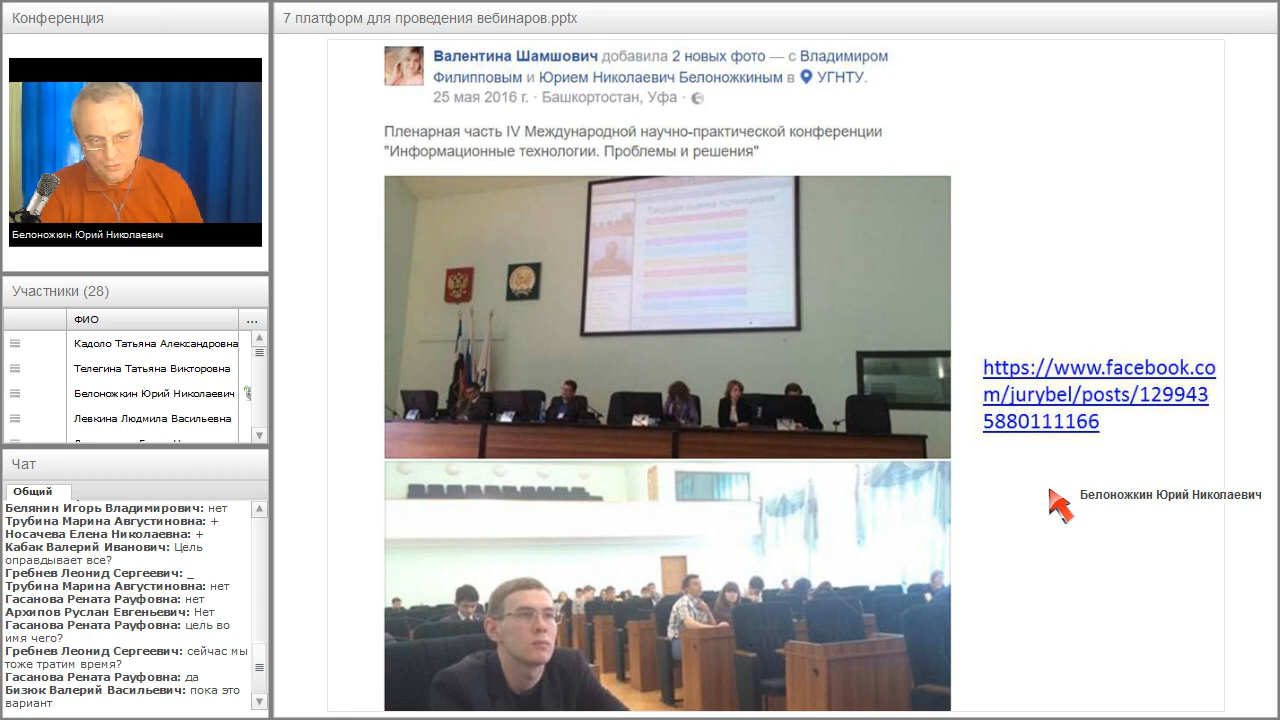 Конференция
Белоножкин Юрий Николаевич
Участники (28)
ФИО
...
Кадоло Татьяна Александровна
Телегина Татьяна Викторовна
Белоножкин Юрий Николаевич
Левкина Людмила Васильевна
Чат
Общий
Белянин Игорь Владимирович: нет
Трубина Марина Августиновна: +
Носачева Елена Николаевна: +
Кабак Валерий Иванович: Цель
оправдывает все?
Гребнев Леонид Сергеевич: _
Трубина Марина Августиновна: нет
Гасанова Рената Рауфовна: нет
Архипов Руслан Евгеньевич: Нет
Гасанова Рената Рауфовна: цель во
имя чего?
Гребнев Леонид Сергеевич: сейчас мы
тоже тратим время?
Гасанова Рената Рауфовна: да
Бизюк Валерий Васильевич: пока это
вариант
7 платформ для проведения вебинаров.pptx
Валентина Шамшович добавила 2 новых фото — с Владимиром
Филипповым и Юрием Николаевич Белоножкиным в УГНТУ.
25 мая 2016 г. · Башкортостан, Уфа ·
Пленарная часть IV Международной научно-практической конференции
"Информационные технологии. Проблемы и решения"
Текущая оценка потенциала
https://www.facebook.co
m/jurybel/posts/129943
5880111166
Белоножкин Юрий Николаевич